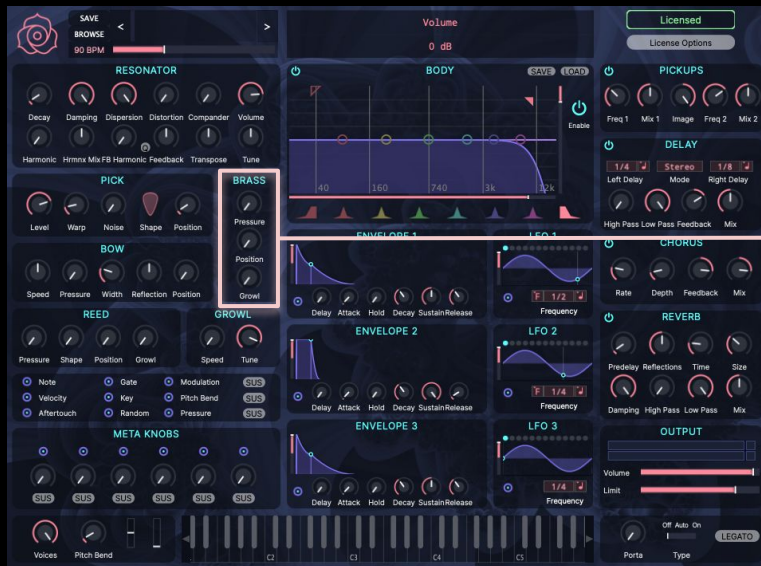 SAVE
BROWSE
90 BPM
< >
Volume
0 dB
Licensed
License Options
RESONATOR
Decay Damping Dispersion Distortion Compander Volume
Harmonic Hrmnx Mix FB Harmonic Feedback Transpose Tune
PICK
Level Warp Noise Shape Position
BRASS
Pressure
Position
Growl
BOW
Speed Pressure Width Reflection Position
REED
Pressure Shape Position Growl
GROWL
Speed Tune
Note Gate Modulation SUS
Velocity Key Pitch Bend SUS
Aftertouch Random Pressure SUS
META KNOBS
SUS SUS SUS SUS SUS SUS
Voices Pitch Bend
BODY
SAVE LOAD
Enable
40 160 740 3k 12k
ENVELOPE 1
Delay Attack Hold Decay Sustain Release
LFO 1
F 1/2
Frequency
ENVELOPE 2
Delay Attack Hold Decay Sustain Release
LFO 2
F 1/4
Frequency
ENVELOPE 3
Delay Attack Hold Decay Sustain Release
LFO 3
1/4
Frequency
C2 C3 C4 C5
PICKUPS
Freq 1 Mix 1 Image Freq 2 Mix 2
DELAY
1/4 Stereo 1/8
Left Delay Mode Right Delay
High Pass Low Pass Feedback Mix
CHORUS
Rate Depth Feedback Mix
REVERB
Predelay Reflections Time Size
Damping High Pass Low Pass Mix
OUTPUT
Volume
Limit
Off Auto On
LEGATO
Porta Type